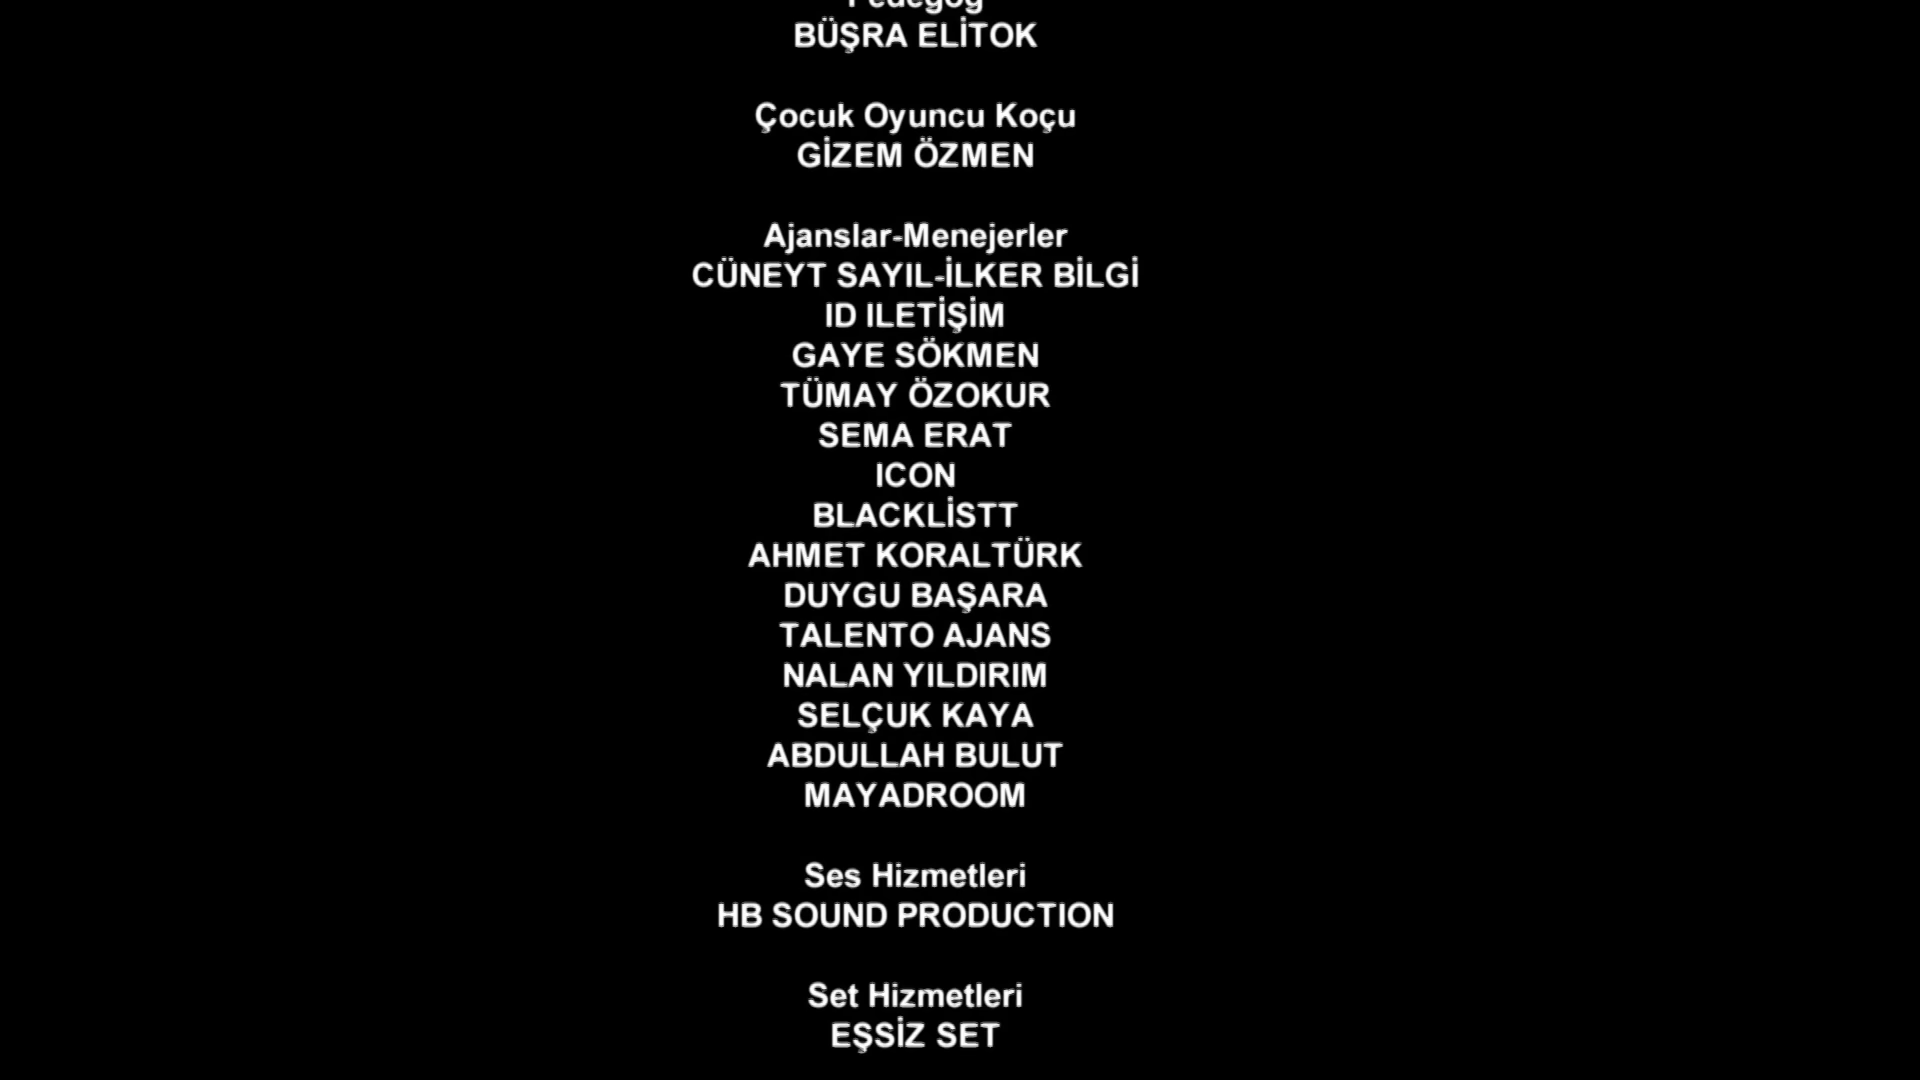 Pedegog
BÜŞRA ELİTOK
Çocuk Oyuncu Koçu
GİZEM ÖZMEN
Ajanslar-Menejerler
CÜNEYT SAYIL-İLKER BİLGİ
ID ILETİŞİM
GAYE SÖKMEN
TÜMAY ÖZOKUR
SEMA ERAT
ICON
BLACKLİSTT
AHMET KORALTÜRK
DUYGU BAŞARA
TALENTO AJANS
NALAN YILDIRIM
SELÇUK KAYA
ABDULLAH BULUT
MAYADROOM
Ses Hizmetleri
HB SOUND PRODUCTION
Set Hizmetleri
EŞSİZ SET